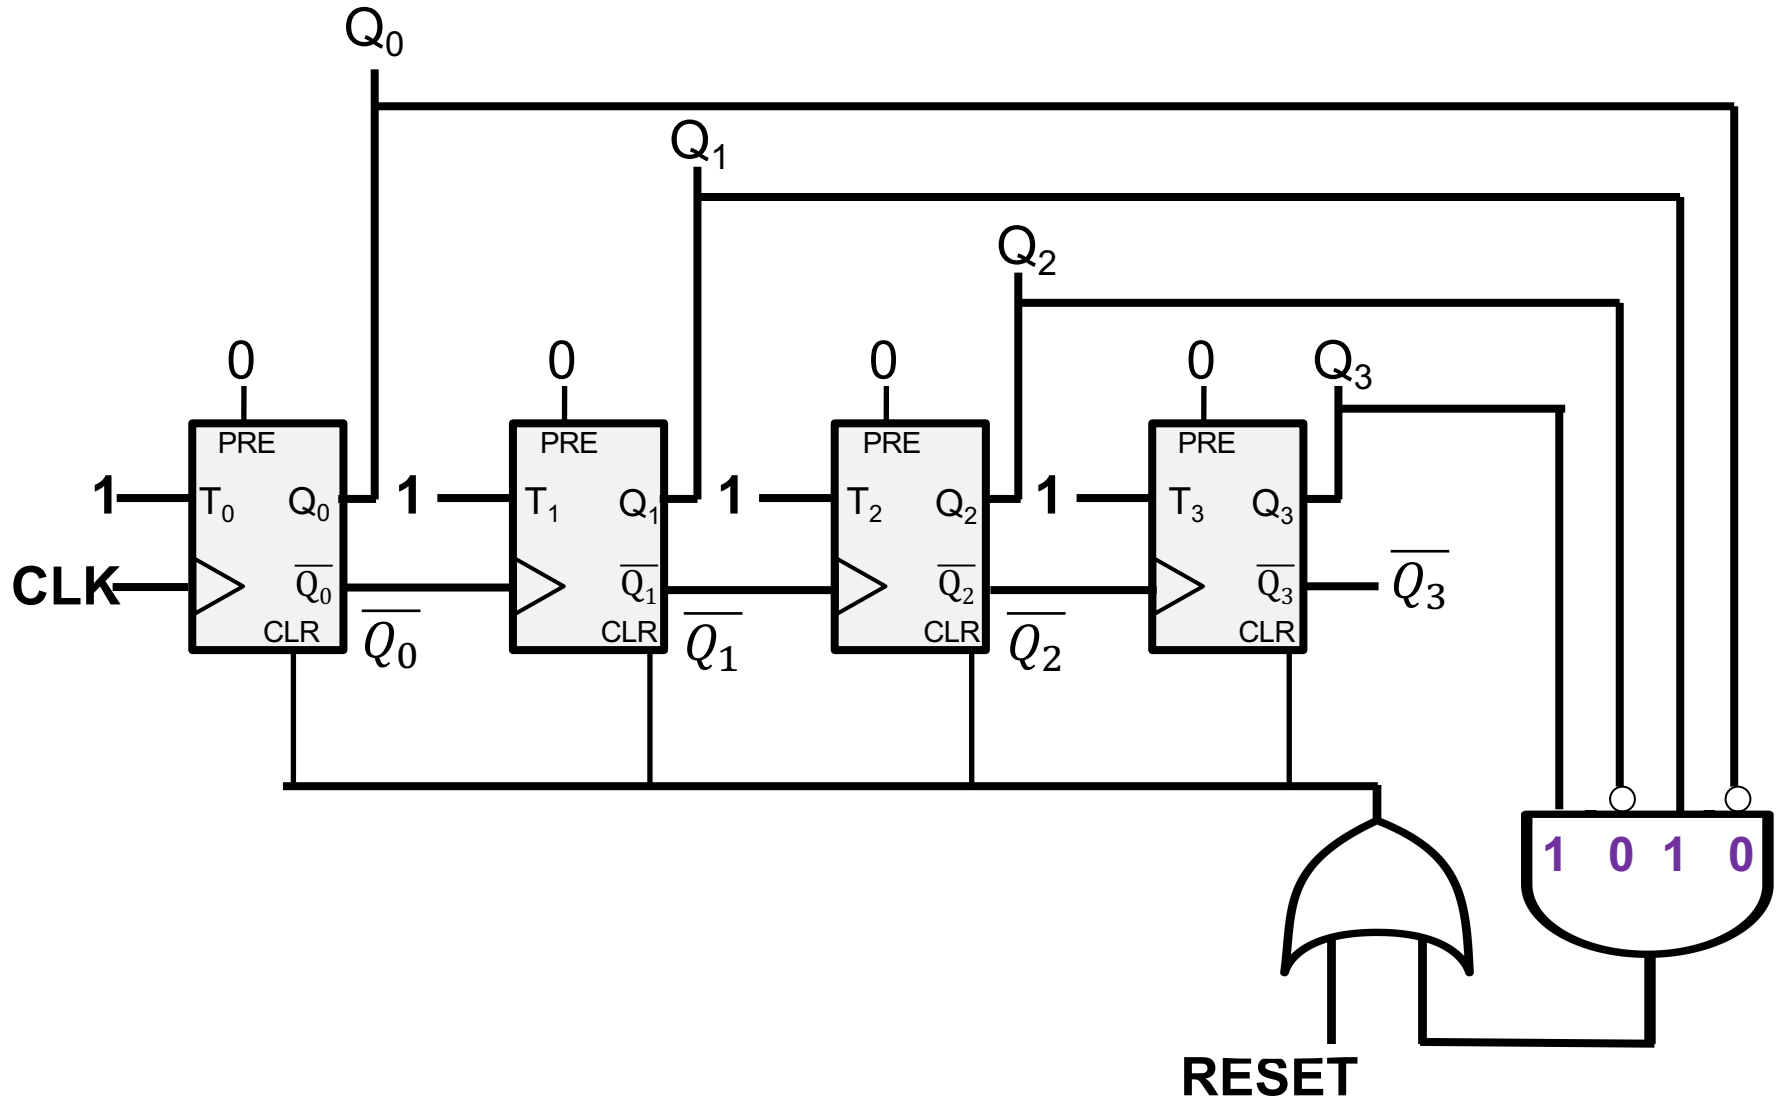 Q₀
Q₁
Q₂
0 0 0 0 Q₃
PRE PRE PRE PRE
1 T₀ Q₀ 1 T₁ Q₁ 1 T₂ Q₂ 1 T₃ Q₃
CLK Q̅₀ Q̅₁ Q̅₂ Q̅₃ Q̅₃
CLR Q̅₀ CLR Q̅₁ CLR Q̅₂ CLR
1 0 1 0
RESET